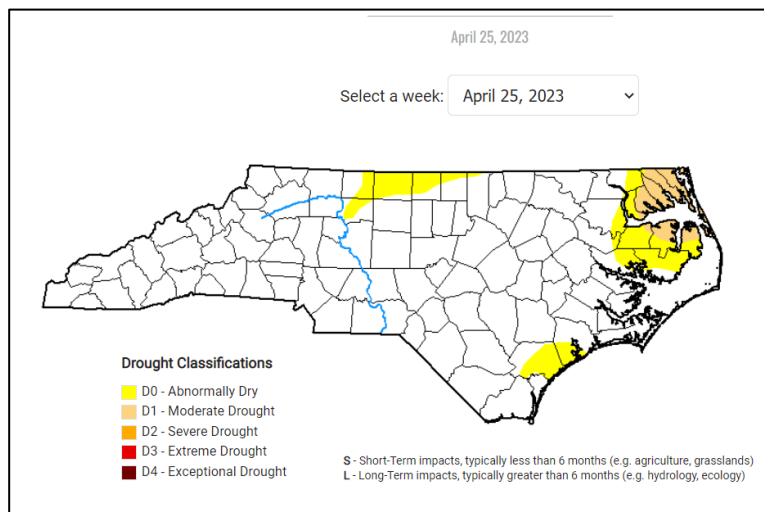 April 25, 2023
Select a week: April 25, 2023
Drought Classifications
D0 - Abnormally Dry
D1 - Moderate Drought
D2 - Severe Drought
D3 - Extreme Drought
D4 - Exceptional Drought
S - Short-Term impacts, typically less than 6 months (e.g. agriculture, grasslands)
L - Long-Term impacts, typically greater than 6 months (e.g. hydrology, ecology)